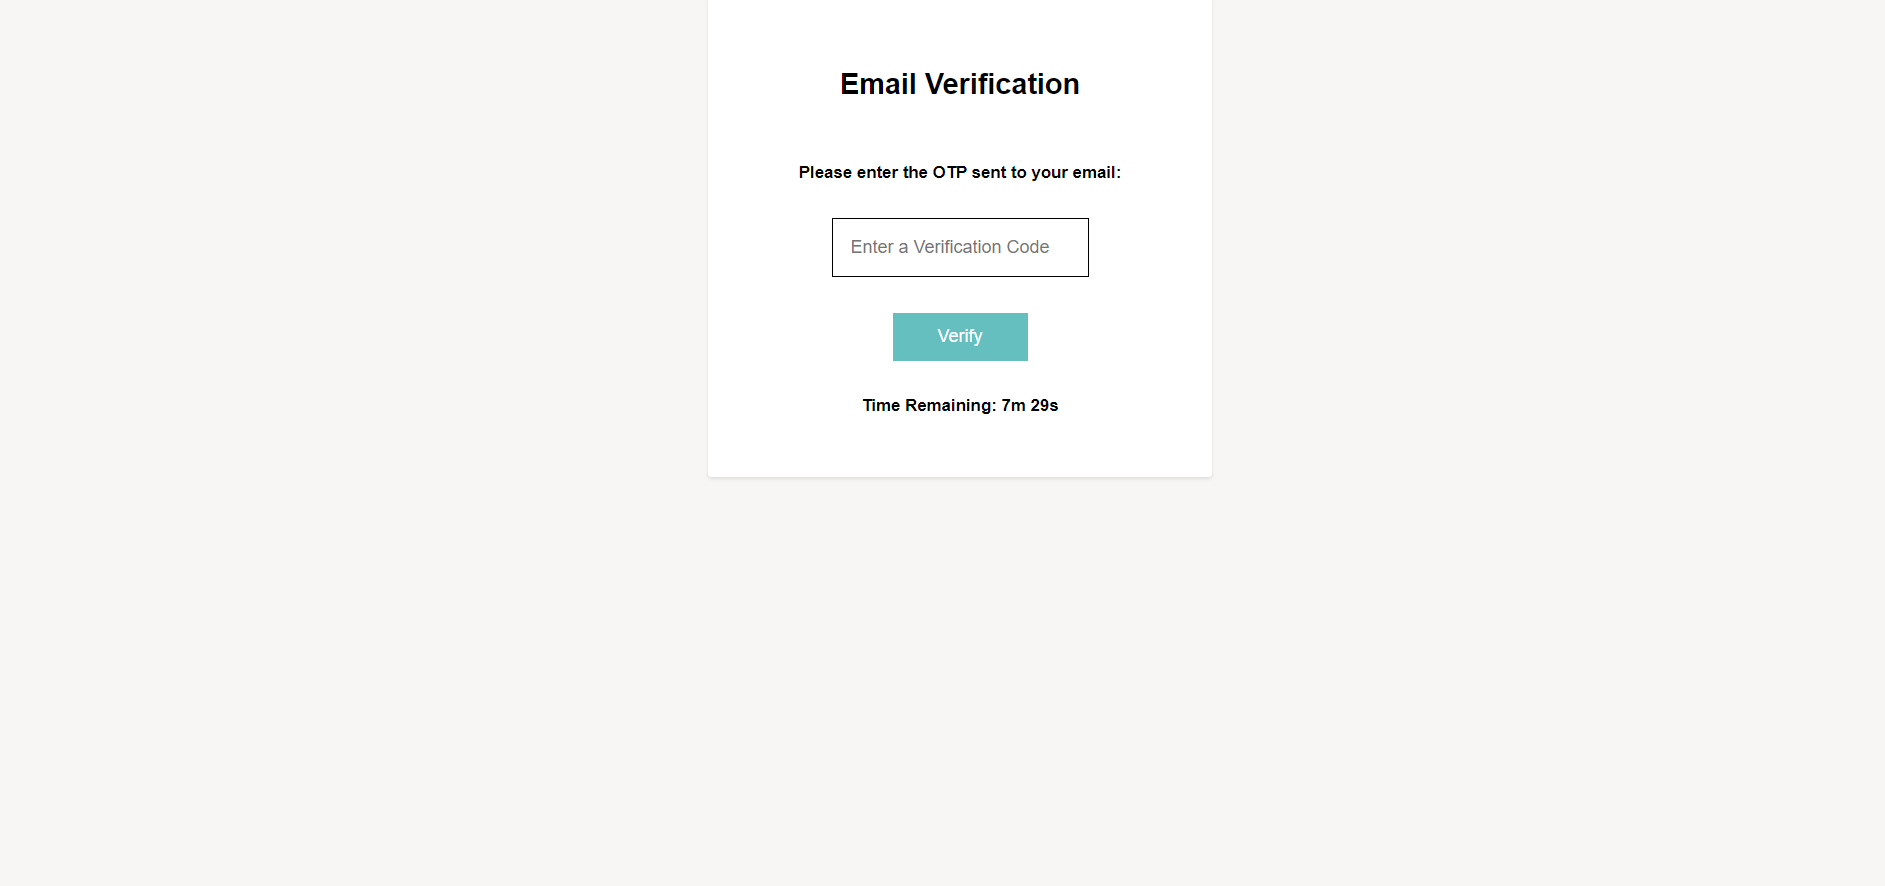 Email Verification
Please enter the OTP sent to your email:
Enter a Verification Code
Verify
Time Remaining: 7m 29s